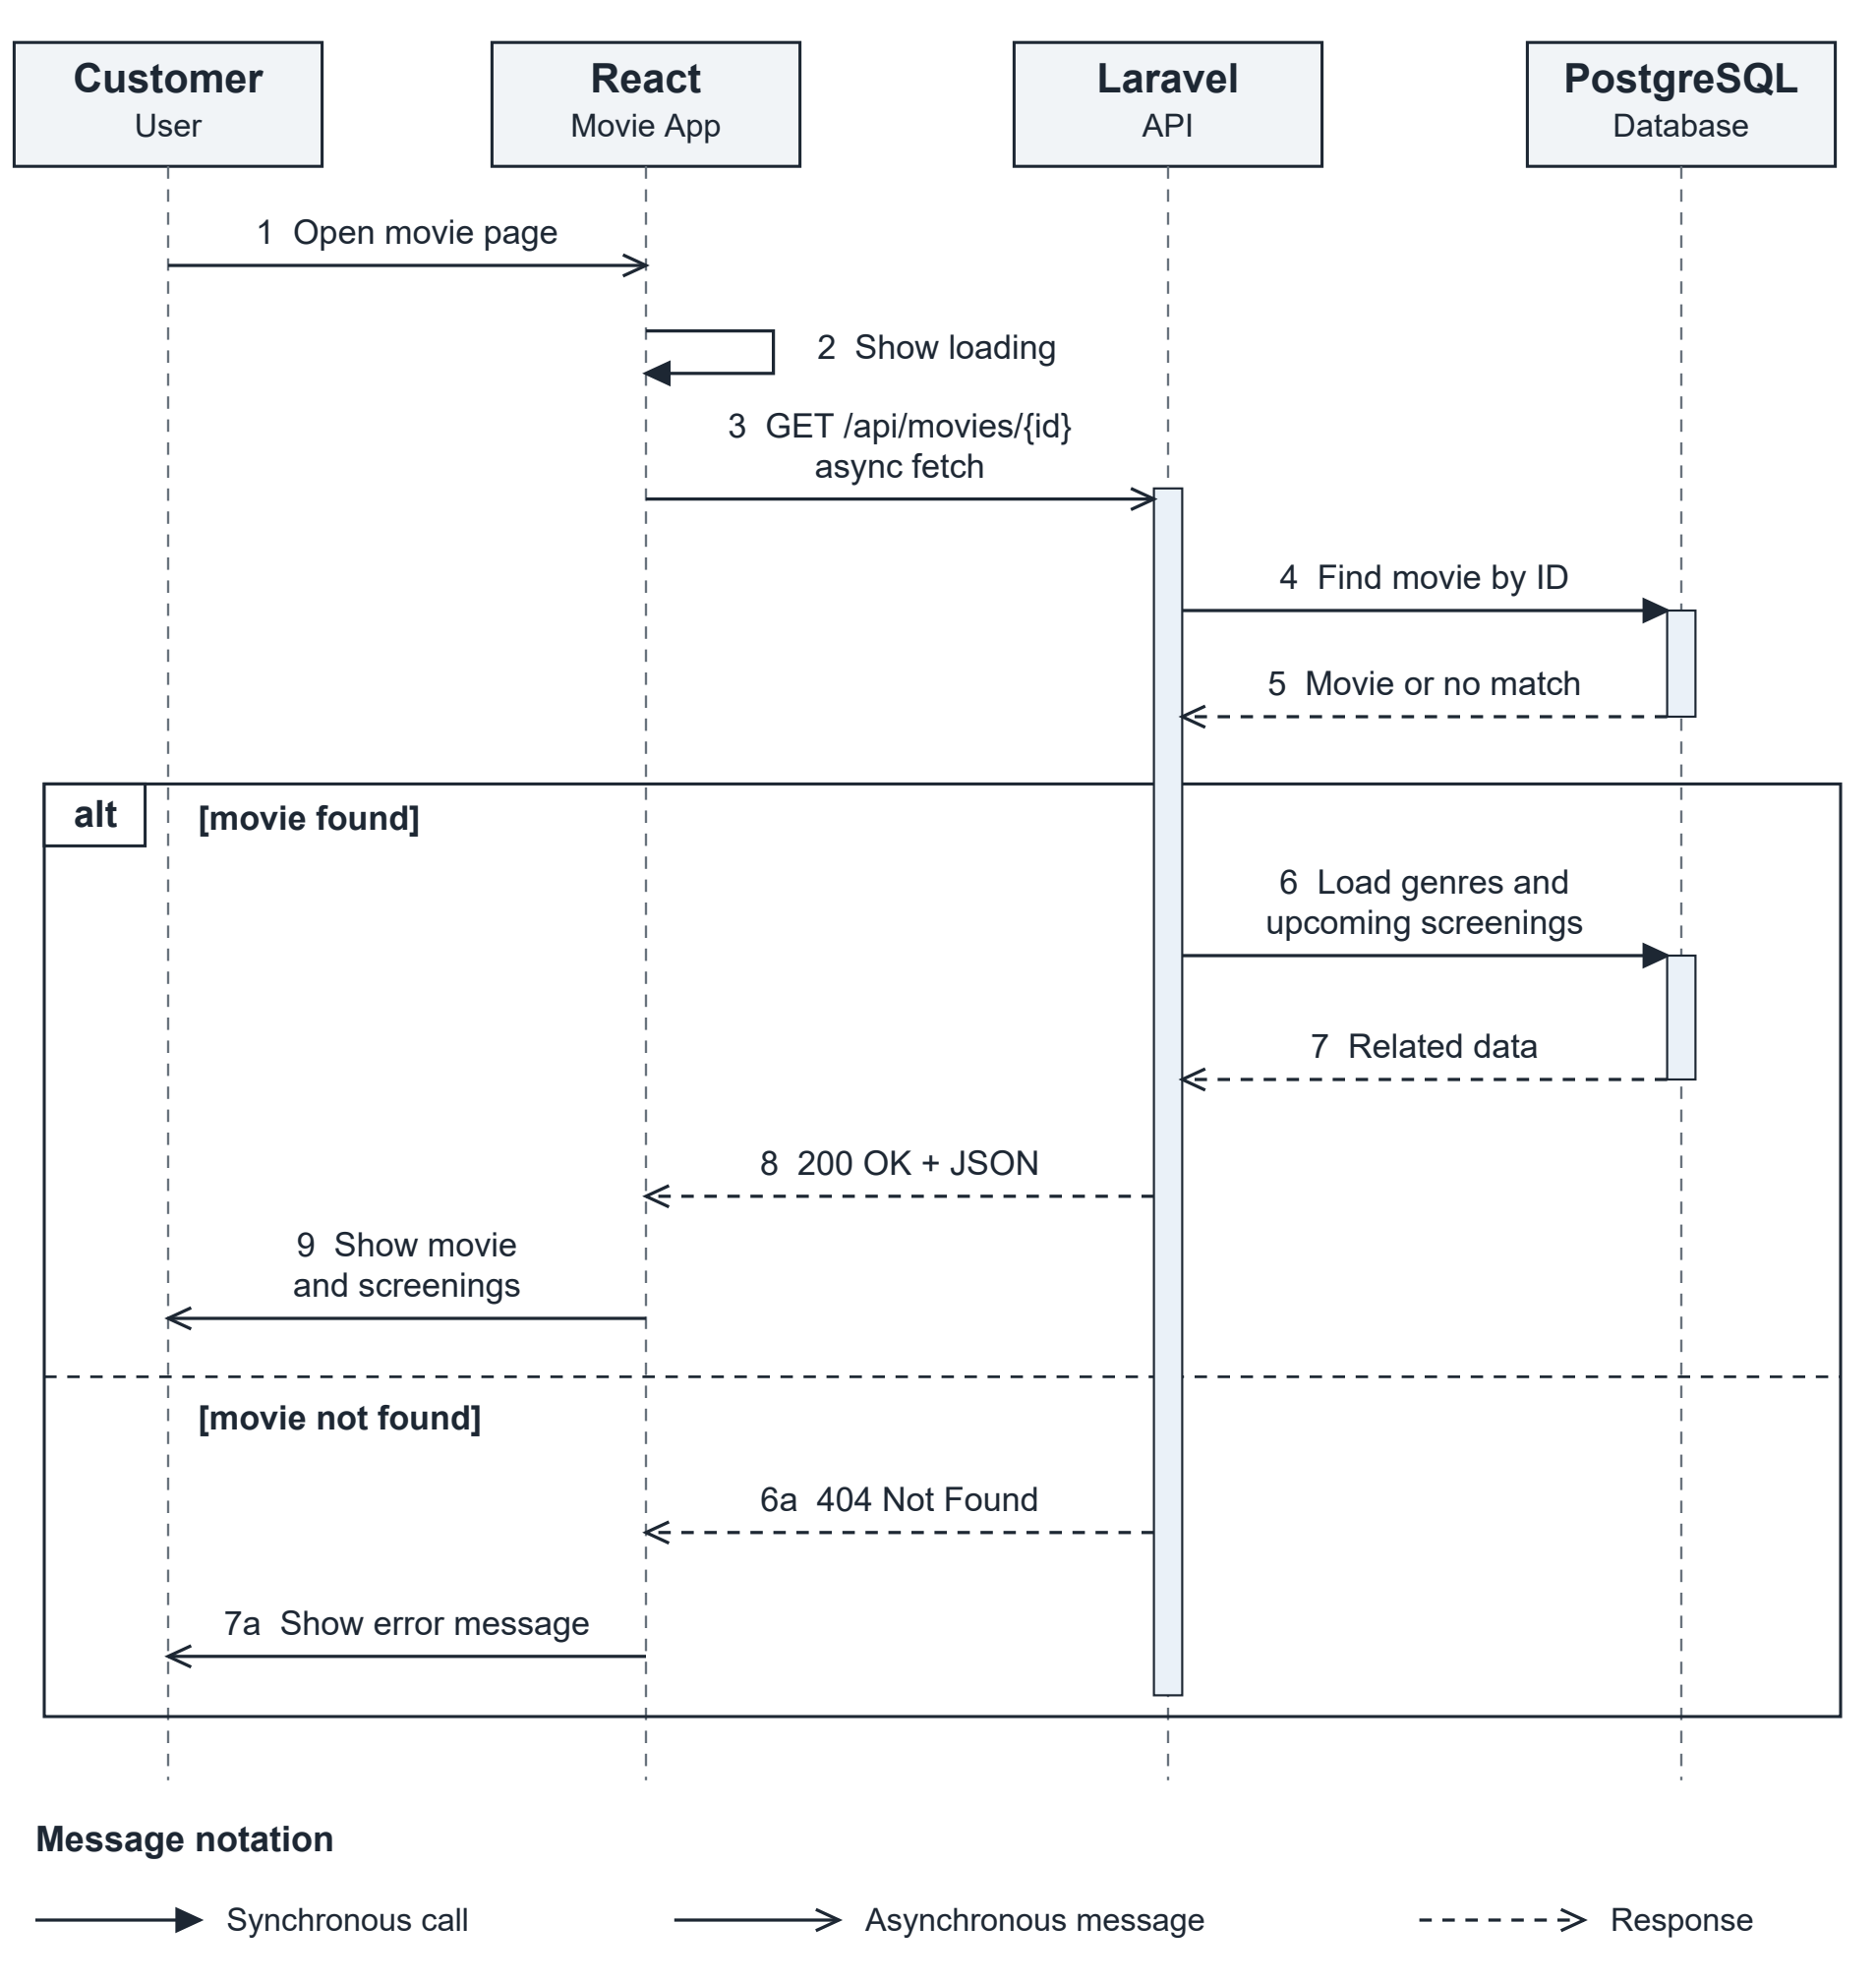 Customer
User
React
Movie App
Laravel
API
PostgreSQL
Database
1 Open movie page
2 Show loading
3 GET /api/movies/{id}
async fetch
4 Find movie by ID
5 Movie or no match
alt
[movie found]
6 Load genres and
upcoming screenings
7 Related data
8 200 OK + JSON
9 Show movie
and screenings
[movie not found]
6a 404 Not Found
7a Show error message
Message notation
Synchronous call
Asynchronous message
Response